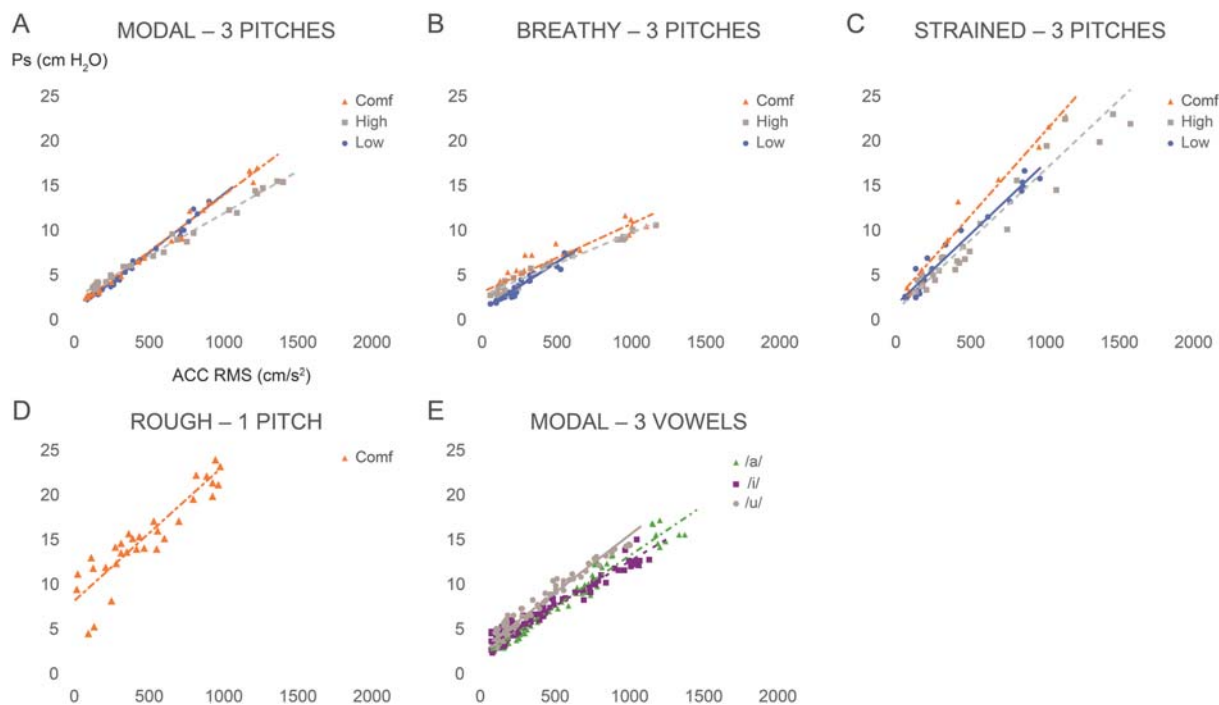 A MODAL – 3 PITCHES
Ps (cm H₂O)
25
20
15
10
5
0
0 500 1000 1500 2000
ACC RMS (cm/s²)
Comf
High
Low
B BREATHY – 3 PITCHES
25
20
15
10
5
0
0 500 1000 1500 2000
Comf
High
Low
C STRAINED – 3 PITCHES
25
20
15
10
5
0
0 500 1000 1500 2000
Comf
High
Low
D ROUGH – 1 PITCH
25
20
15
10
5
0
0 500 1000 1500 2000
Comf
E MODAL – 3 VOWELS
25
20
15
10
5
0
0 500 1000 1500 2000
/a/
/i/
/u/